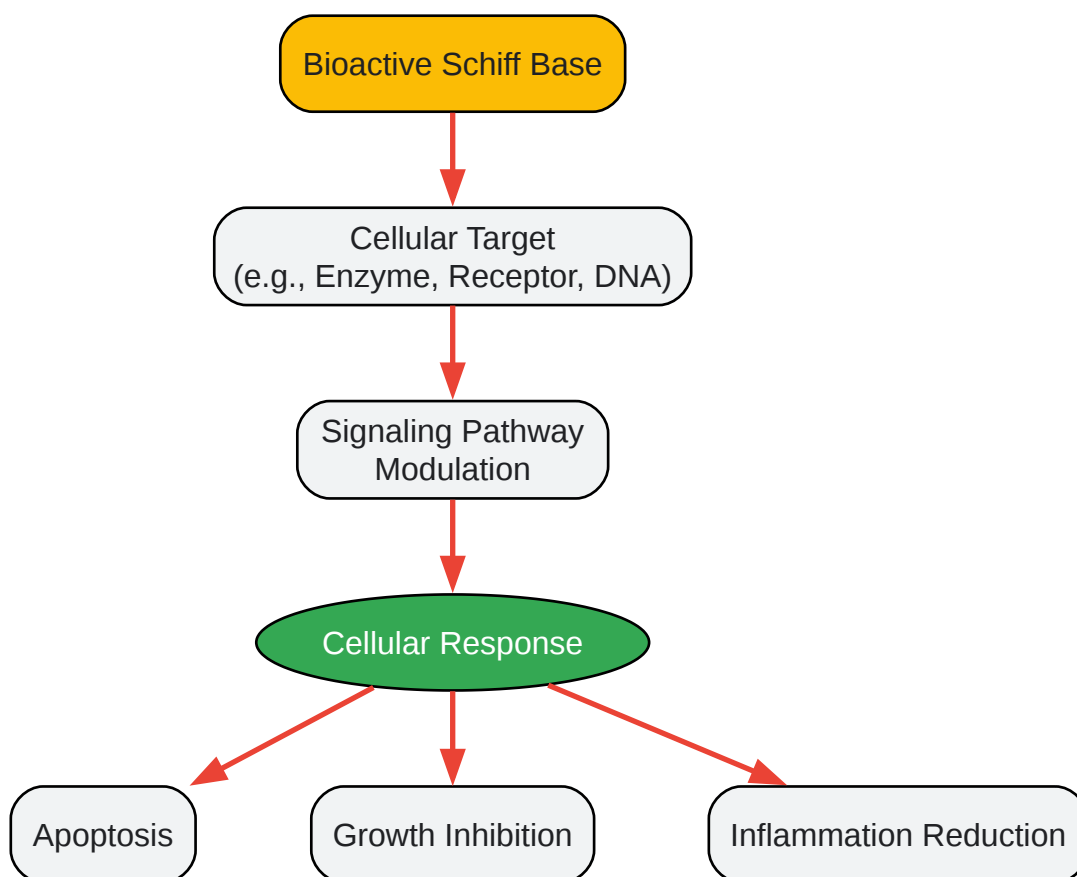 Bioactive Schiff Base
Cellular Target
(e.g., Enzyme, Receptor, DNA)
Signaling Pathway
Modulation
Cellular Response
Apoptosis
Growth Inhibition
Inflammation Reduction